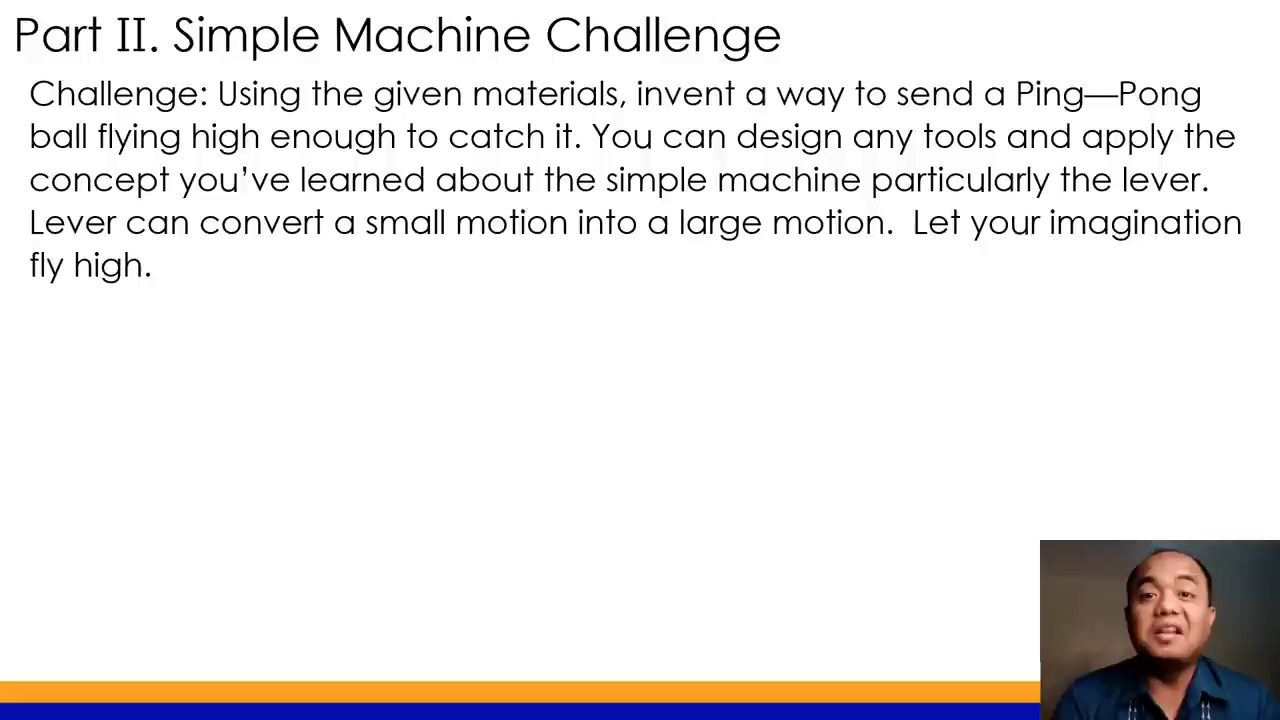 Part II. Simple Machine Challenge
Challenge: Using the given materials, invent a way to send a Ping—Pong
ball flying high enough to catch it. You can design any tools and apply the
concept you’ve learned about the simple machine particularly the lever.
Lever can convert a small motion into a large motion.  Let your imagination
fly high.